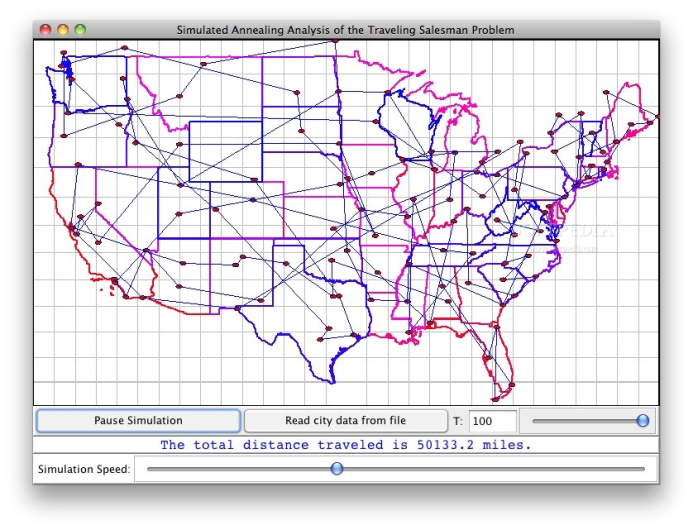 Simulated Annealing Analysis of the Traveling Salesman Problem
Pause Simulation
Read city data from file
T:
100
The total distance traveled is 50133.2 miles.
Simulation Speed: